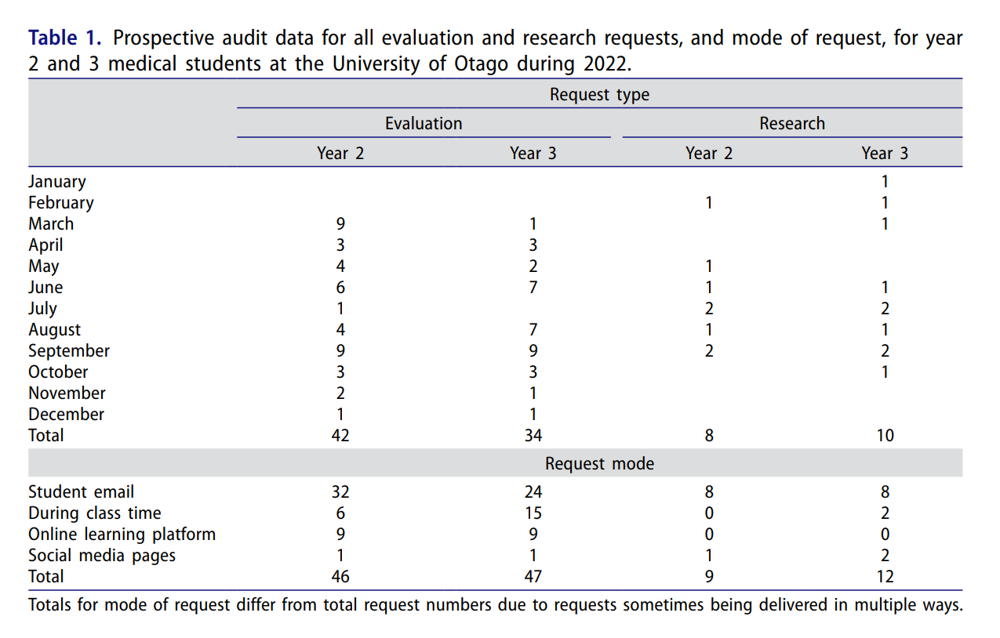 Table 1. Prospective audit data for all evaluation and research requests, and mode of request, for year
2 and 3 medical students at the University of Otago during 2022.
Request type
Evaluation Research
Year 2 Year 3 Year 2 Year 3
January 1
February 1 1
March 9 1 1
April 3 3
May 4 2 1
June 6 7 1 1
July 1 2 2
August 4 7 1 1
September 9 9 2 2
October 3 3 1
November 2 1
December 1 1
Total 42 34 8 10
Request mode
Student email 32 24 8 8
During class time 6 15 0 2
Online learning platform 9 9 0 0
Social media pages 1 1 1 2
Total 46 47 9 12
Totals for mode of request differ from total request numbers due to requests sometimes being delivered in multiple ways.